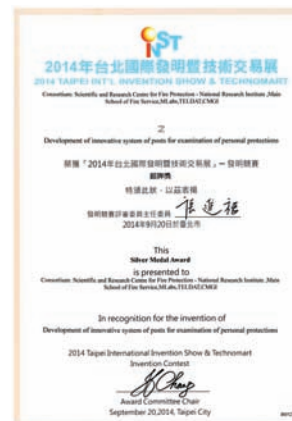 iNST
2014年台北國際發明暨技術交易展
2014 TAIPEI INT'L INVENTION SHOW & TECHNOMART
Consortium: Scientific and Research Centre for Fire Protection - National Research Institute ,Main
School of Fire Service,MLabs,TELDAT,CMGI
之
Development of innovative system of posts for examination of personal protections
榮獲「2014年台北國際發明暨技術交易展」－發明競賽
銀牌獎
特頒此狀，以茲表揚
發明競賽評審委員主任委員
2014年9月20日於臺北市
This
Silver Medal Award
is presented to
Consortium: Scientific and Research Centre for Fire Protection - National Research Institute ,Main
School of Fire Service,MLabs,TELDAT,CMGI
In recognition for the invention of
Development of innovative system of posts for examination of personal protections
2014 Taipei International Invention Show & Technomart
Invention Contest
Award Committee Chair
September 20,2014, Taipei City